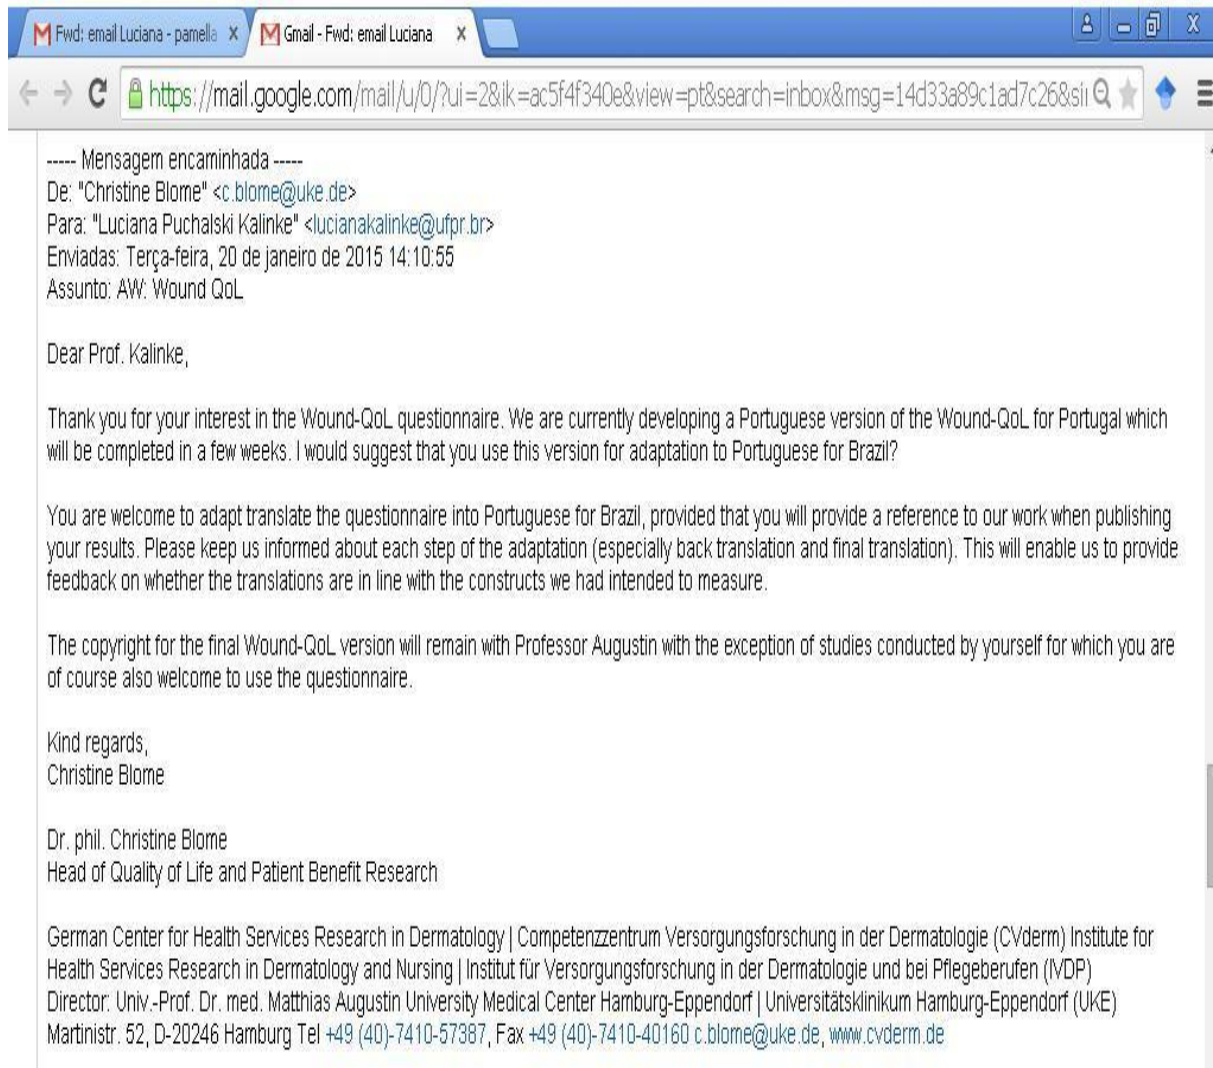 Fwd: email Luciana - pamella x
Gmail - Fwd: email Luciana x
https://mail.google.com/mail/u/0/?ui=2&ik=ac5f4f340e&view=pt&search=inbox&msg=14d33a89c1ad7c26&sii
----- Mensagem encaminhada -----
De: "Christine Blome" <c.blome@uke.de>
Para: "Luciana Puchalski Kalinke" <lucianakalinke@ufpr.br>
Enviadas: Terça-feira, 20 de janeiro de 2015 14:10:55
Assunto: AW: Wound QoL
Dear Prof. Kalinke,
Thank you for your interest in the Wound-QoL questionnaire. We are currently developing a Portuguese version of the Wound-QoL for Portugal which
will be completed in a few weeks. I would suggest that you use this version for adaptation to Portuguese for Brazil?
You are welcome to adapt translate the questionnaire into Portuguese for Brazil, provided that you will provide a reference to our work when publishing
your results. Please keep us informed about each step of the adaptation (especially back translation and final translation). This will enable us to provide
feedback on whether the translations are in line with the constructs we had intended to measure.
The copyright for the final Wound-QoL version will remain with Professor Augustin with the exception of studies conducted by yourself for which you are
of course also welcome to use the questionnaire.
Kind regards,
Christine Blome
Dr. phil. Christine Blome
Head of Quality of Life and Patient Benefit Research
German Center for Health Services Research in Dermatology | Competenzzentrum Versorgungsforschung in der Dermatologie (CVderm) Institute for
Health Services Research in Dermatology and Nursing | Institut für Versorgungsforschung in der Dermatologie und bei Pflegeberufen (IVDP)
Director: Univ.-Prof. Dr. med. Matthias Augustin University Medical Center Hamburg-Eppendorf | Universitätsklinikum Hamburg-Eppendorf (UKE)
Martinistr. 52, D-20246 Hamburg Tel +49 (40)-7410-57387, Fax +49 (40)-7410-40160 c.blome@uke.de, www.cvderm.de